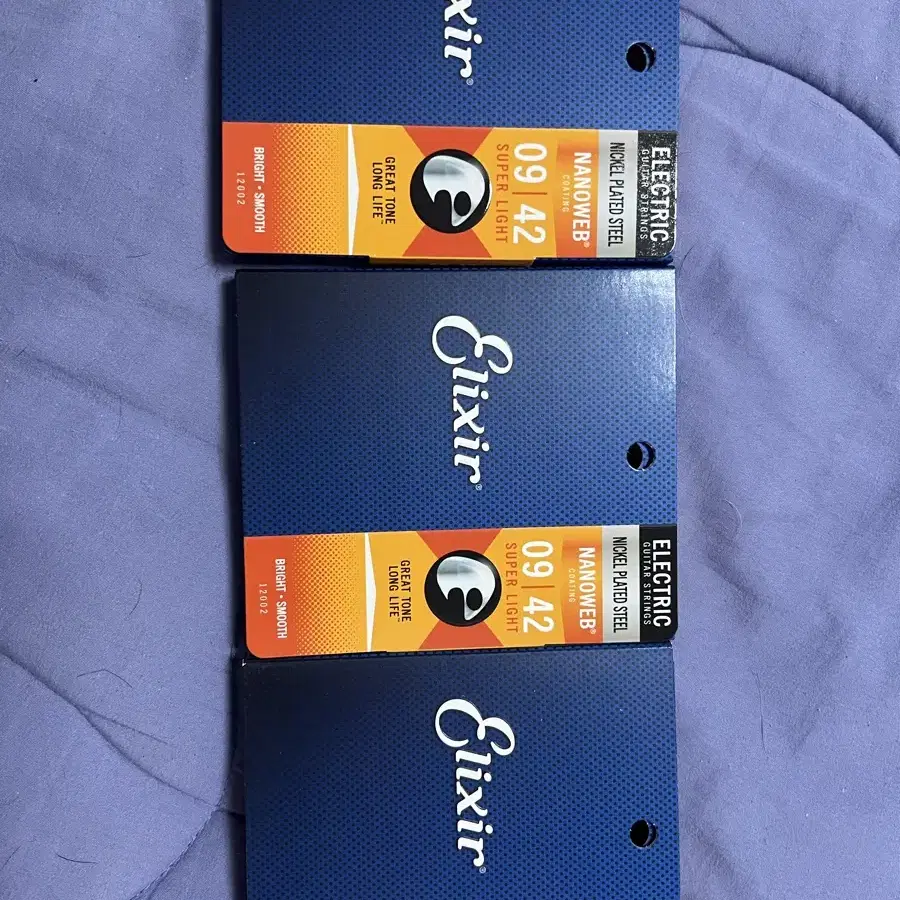 Elixir®
ELECTRIC
GUITAR STRINGS
NICKEL PLATED STEEL
NANOWEB®
COATING
09 | 42
SUPER LIGHT
GREAT TONE
LONG LIFE™
BRIGHT • SMOOTH
12002
Elixir®
ELECTRIC
GUITAR STRINGS
NICKEL PLATED STEEL
NANOWEB®
COATING
09 | 42
SUPER LIGHT
GREAT TONE
LONG LIFE™
BRIGHT • SMOOTH
12002
Elixir®